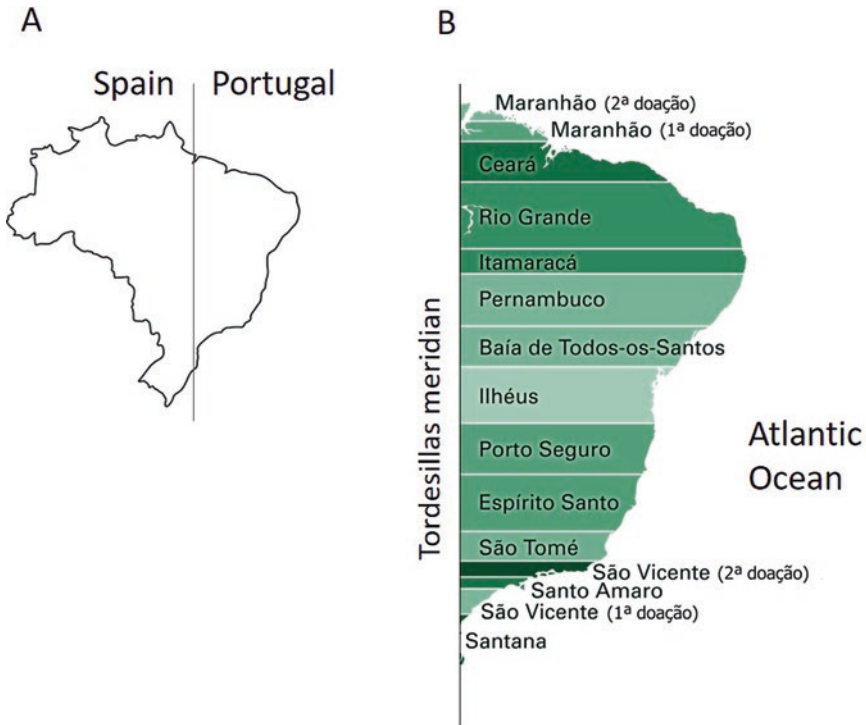 A
Spain
Portugal
B
Tordesillas meridian
Maranhão (2ª doação)
Maranhão (1ª doação)
Ceará
Rio Grande
Itamaracá
Pernambuco
Baía de Todos-os-Santos
Ilhéus
Porto Seguro
Espírito Santo
São Tomé
São Vicente (2ª doação)
Santo Amaro
São Vicente (1ª doação)
Santana
Atlantic
Ocean